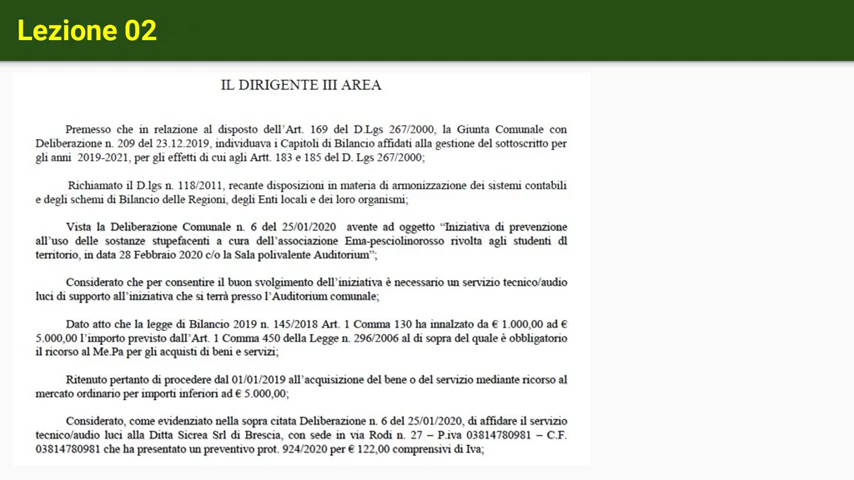 Lezione 02
IL DIRIGENTE III AREA
Premesso che in relazione al disposto dell'Art. 169 del D.Lgs 267/2000, la Giunta Comunale con
Deliberazione n. 209 del 23.12.2019, individuava i Capitoli di Bilancio affidati alla gestione del sottoscritto per
gli anni 2019-2021, per gli effetti di cui agli Artt. 183 e 185 del D. Lgs 267/2000;
Richiamato il D.lgs n. 118/2011, recante disposizioni in materia di armonizzazione dei sistemi contabili
e degli schemi di Bilancio delle Regioni, degli Enti locali e dei loro organismi;
Vista la Deliberazione Comunale n. 6 del 25/01/2020 avente ad oggetto “Iniziativa di prevenzione
all'uso delle sostanze stupefacenti a cura dell'associazione Ema-pesciolinorosso rivolta agli studenti dl
territorio, in data 28 Febbraio 2020 c/o la Sala polivalente Auditorium”;
Considerato che per consentire il buon svolgimento dell'iniziativa è necessario un servizio tecnico/audio
luci di supporto all'iniziativa che si terrà presso l'Auditorium comunale;
Dato atto che la legge di Bilancio 2019 n. 145/2018 Art. 1 Comma 130 ha innalzato da € 1.000,00 ad €
5.000,00 l'importo previsto dall'Art. 1 Comma 450 della Legge n. 296/2006 al di sopra del quale è obbligatorio
il ricorso al Me.Pa per gli acquisti di beni e servizi;
Ritenuto pertanto di procedere dal 01/01/2019 all'acquisizione del bene o del servizio mediante ricorso al
mercato ordinario per importi inferiori ad € 5.000,00;
Considerato, come evidenziato nella sopra citata Deliberazione n. 6 del 25/01/2020, di affidare il servizio
tecnico/audio luci alla Ditta Sicrea Srl di Brescia, con sede in via Rodi n. 27 – P.iva 03814780981 – C.F.
03814780981 che ha presentato un preventivo prot. 924/2020 per € 122,00 comprensivi di Iva;